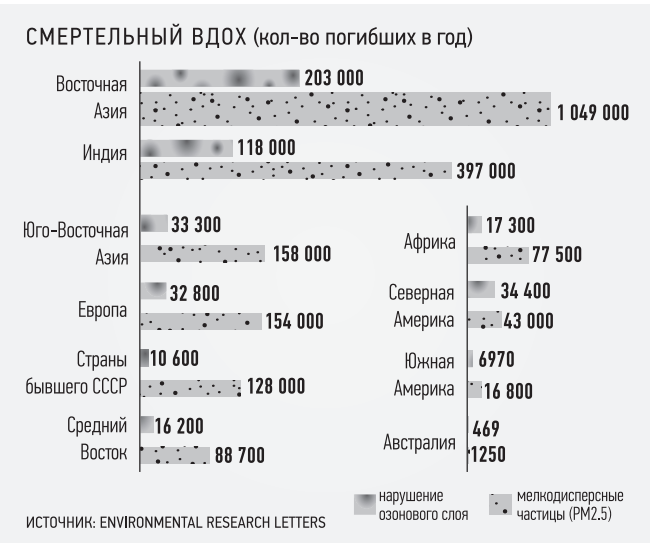 СМЕРТЕЛЬНЫЙ ВДОХ (кол-во погибших в год)
Восточная
Азия
203 000
1 049 000
Индия
118 000
397 000
Юго-Восточная
Азия
33 300
158 000
Европа
32 800
154 000
Страны
бывшего СССР
10 600
128 000
Средний
Восток
16 200
88 700
Африка
17 300
77 500
Северная
Америка
34 400
43 000
Южная
Америка
6970
16 800
Австралия
469
1250
нарушение
озонового слоя
мелкодисперсные
частицы (PM2.5)
ИСТОЧНИК: ENVIRONMENTAL RESEARCH LETTERS